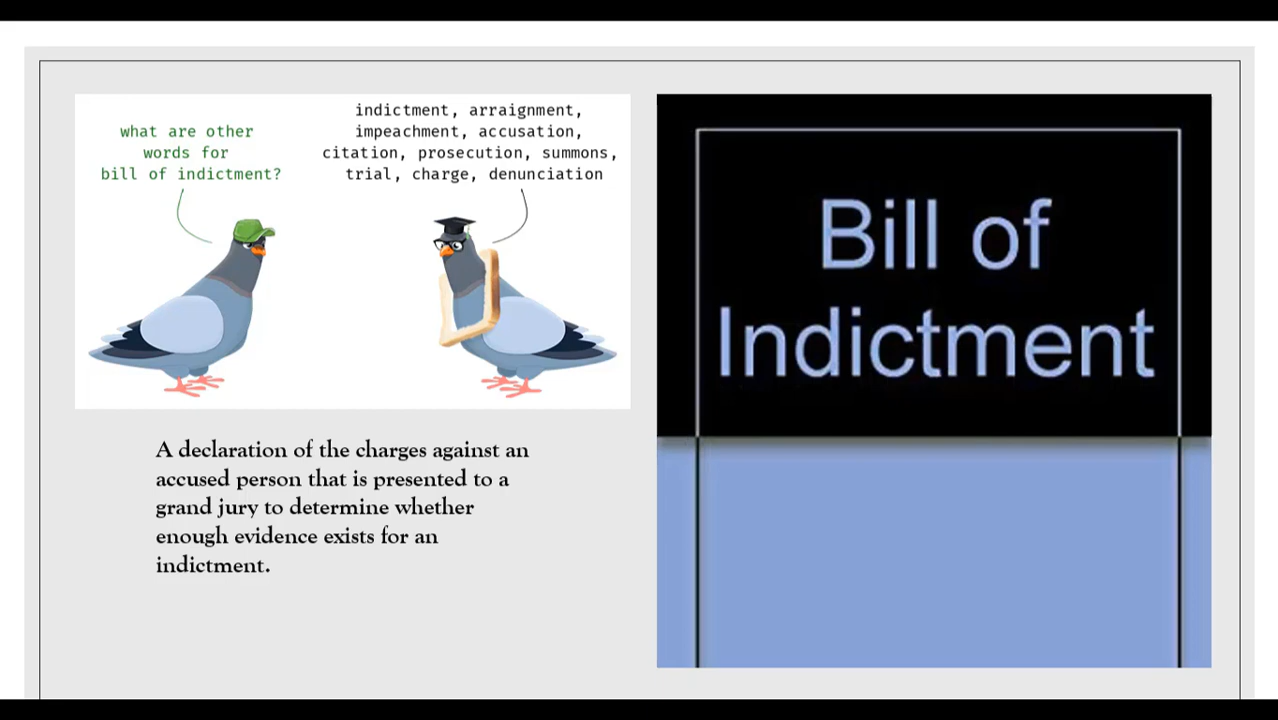 what are other
words for
bill of indictment?
indictment, arraignment,
impeachment, accusation,
citation, prosecution, summons,
trial, charge, denunciation
A declaration of the charges against an
accused person that is presented to a
grand jury to determine whether
enough evidence exists for an
indictment.
Bill of
Indictment